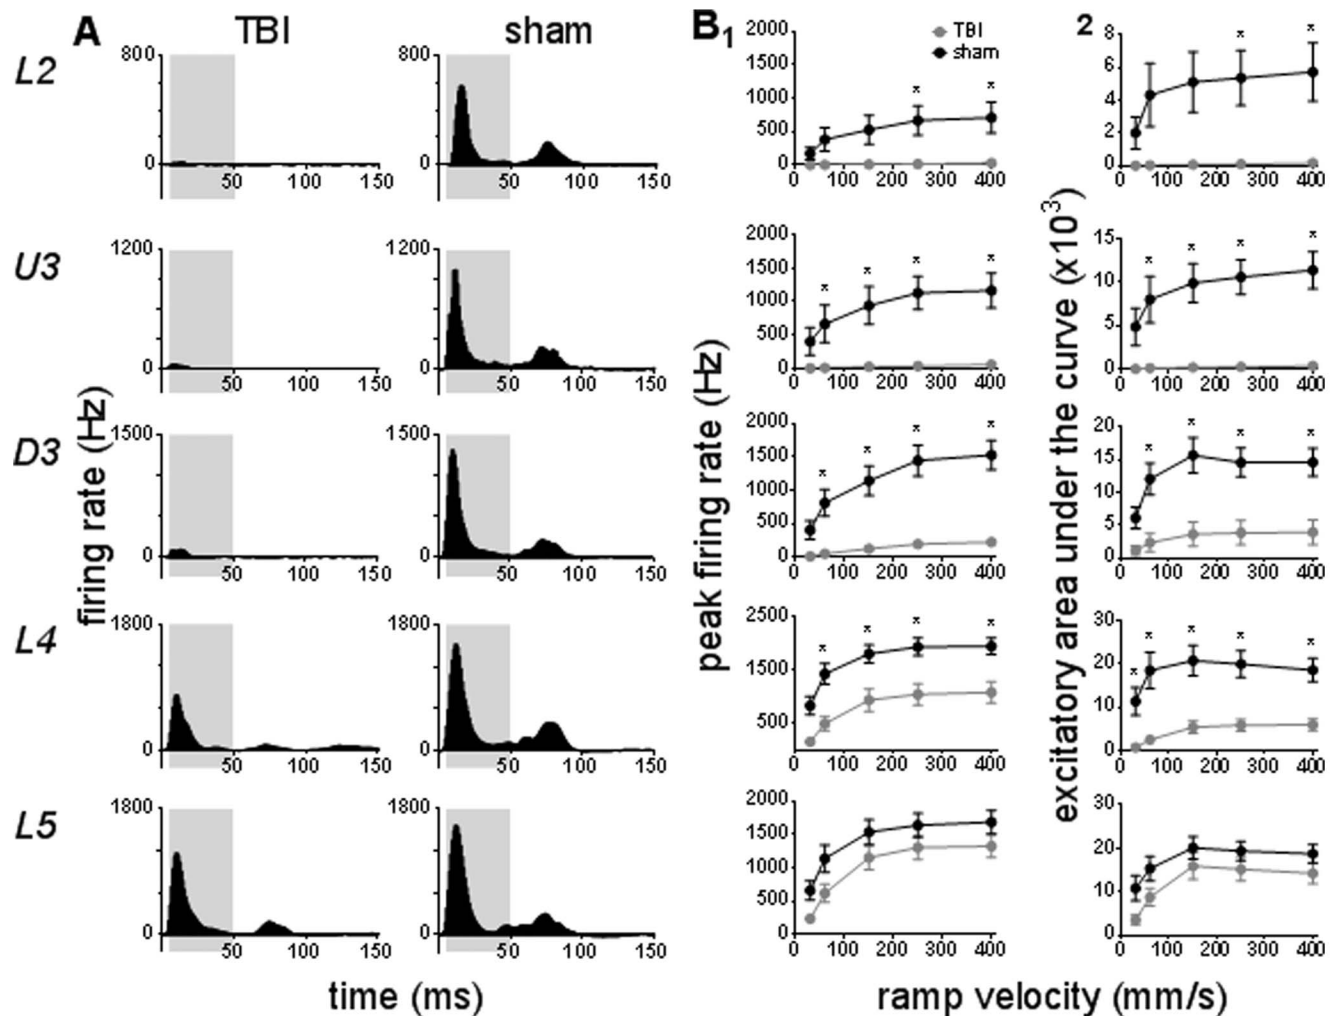 A TBI sham B1 2
TBI
sham
L2
800
0
50 100 150
800
0
50 100 150
2000
1500
1000
500
0
0 100 200 300 400
* *
8
6
4
2
0
0 100 200 300 400
* *
U3
1200
0
50 100 150
1200
0
50 100 150
2000
1500
1000
500
0
0 100 200 300 400
* * * *
15
10
5
0
0 100 200 300 400
* * * *
D3
1500
0
50 100 150
1500
0
50 100 150
2000
1500
1000
500
0
0 100 200 300 400
* * * *
20
15
10
5
0
0 100 200 300 400
* * * *
L4
1800
0
50 100 150
1800
0
50 100 150
2500
1500
500
0 100 200 300 400
* * * *
30
20
10
0
0 100 200 300 400
* * * * *
L5
1800
0
50 100 150
1800
0
50 100 150
2000
1500
1000
500
0
0 100 200 300 400
30
20
10
0
0 100 200 300 400
firing rate (Hz)
peak firing rate (Hz)
excitatory area under the curve (x10³)
time (ms)
ramp velocity (mm/s)